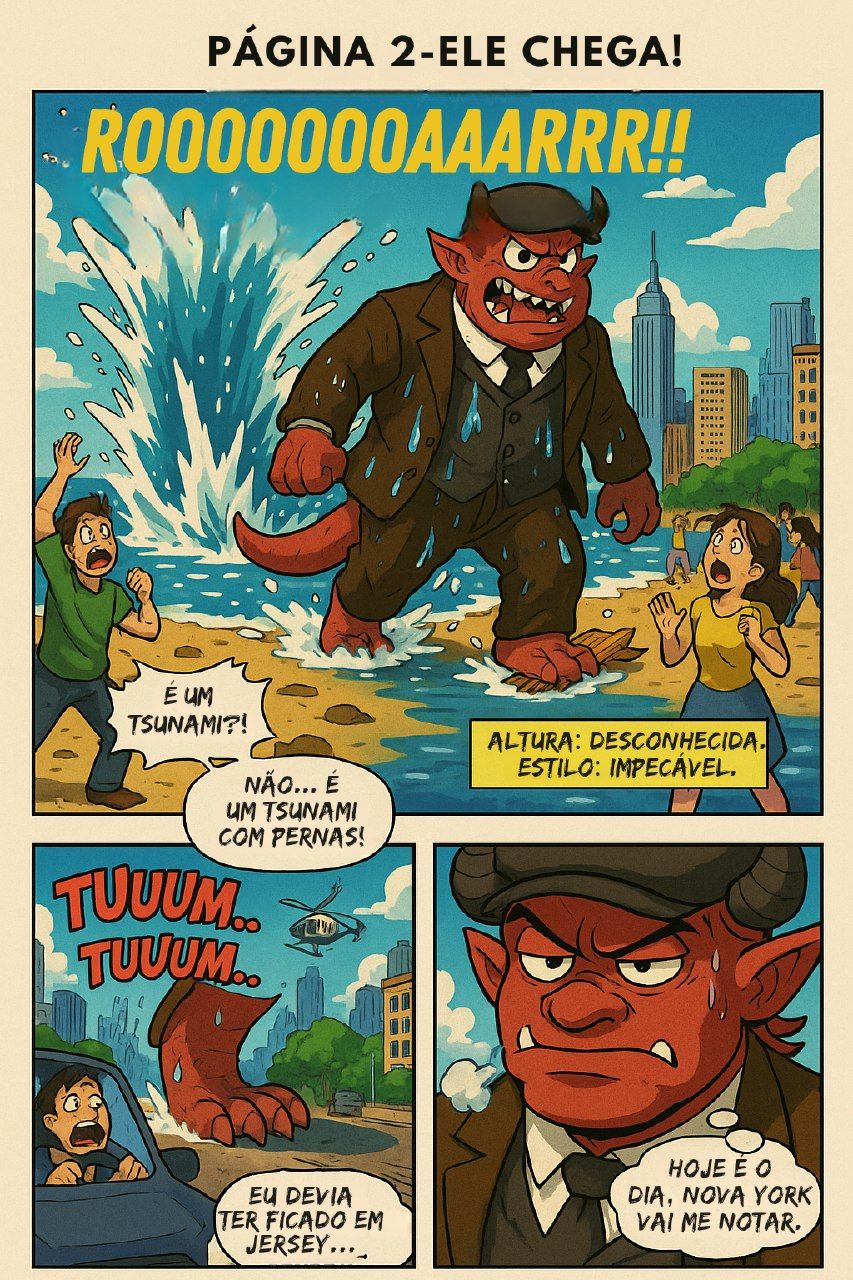 PÁGINA 2-ELE CHEGA!
ROOOOOOOAAARRR!!
É UM
TSUNAMI?!
NÃO... É
UM TSUNAMI
COM PERNAS!
ALTURA: DESCONHECIDA.
ESTILO: IMPECÁVEL.
TUUUM..
TUUUM..
EU DEVIA
TER FICADO EM
JERSEY...
HOJE É O
DIA, NOVA YORK
VAI ME NOTAR.